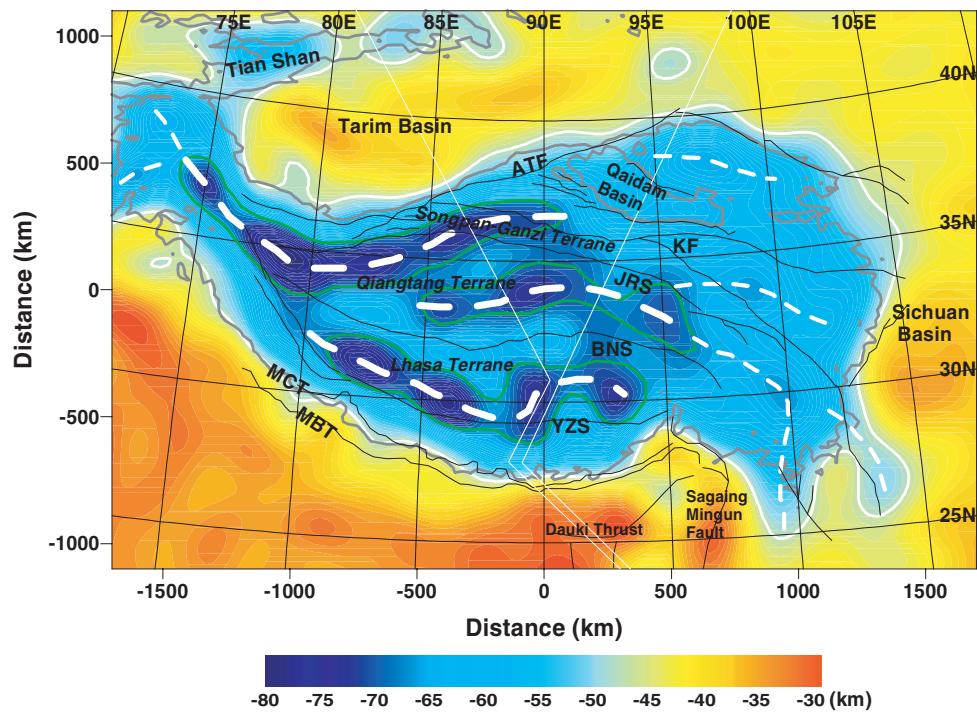 75E 80E 85E 90E 95E 100E 105E
1000
Tian Shan
40N
Tarim Basin
500
ATF
Qaidam
Basin
Songpan-Ganzi Terrane
35N
KF
Qiangtang Terrane
JRS
0
Sichuan
Basin
BNS
Lhasa Terrane
30N
MCT
MBT
YZS
-500
Sagaing
Mingun
Fault
Dauki Thrust
25N
-1000
Distance (km)
-1500 -1000 -500 0 500 1000 1500
Distance (km)
-80 -75 -70 -65 -60 -55 -50 -45 -40 -35 -30 (km)